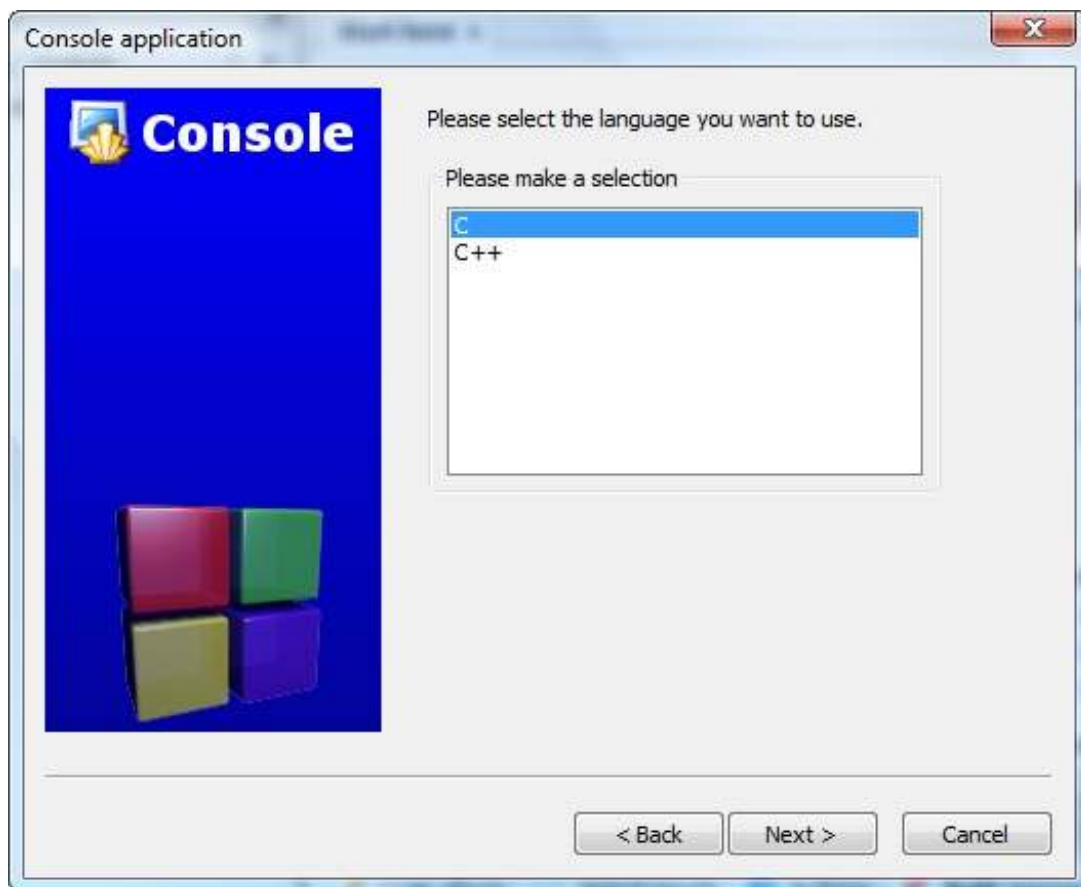 Console application
Console
Please select the language you want to use.
Please make a selection
C
C++
< Back
Next >
Cancel